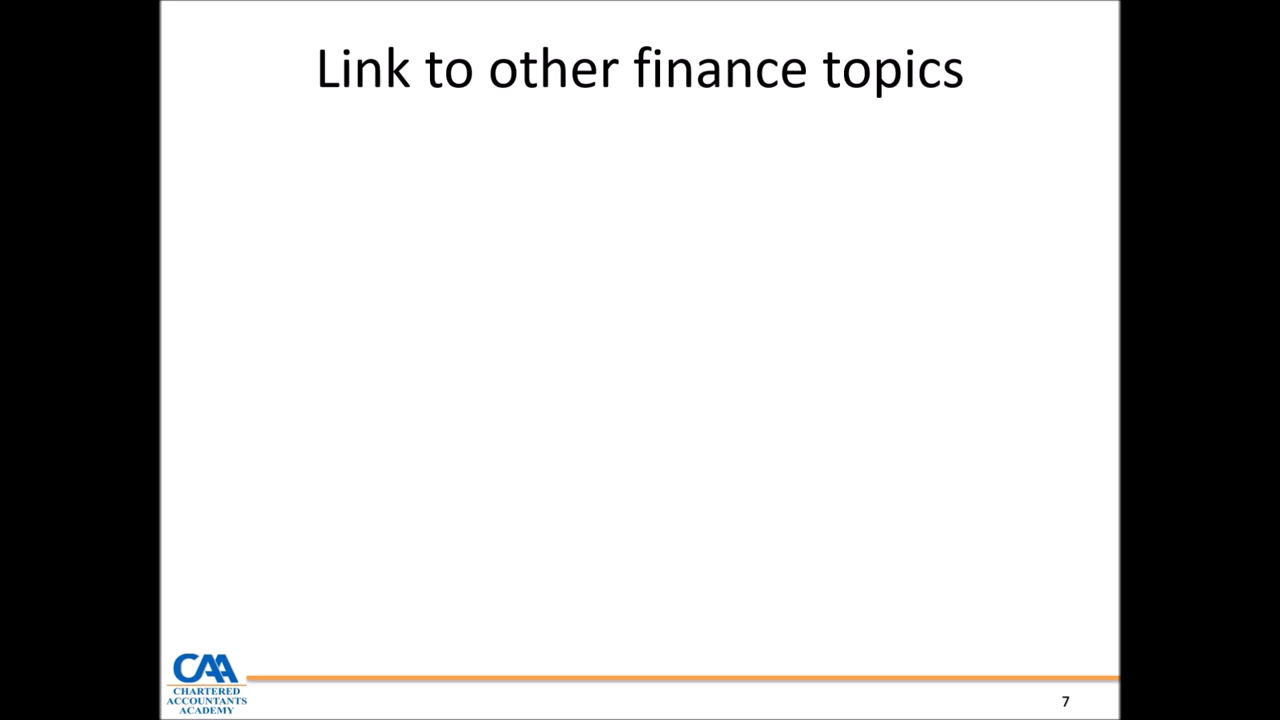 Link to other finance topics
CAA
CHARTERED
ACCOUNTANTS
ACADEMY
7